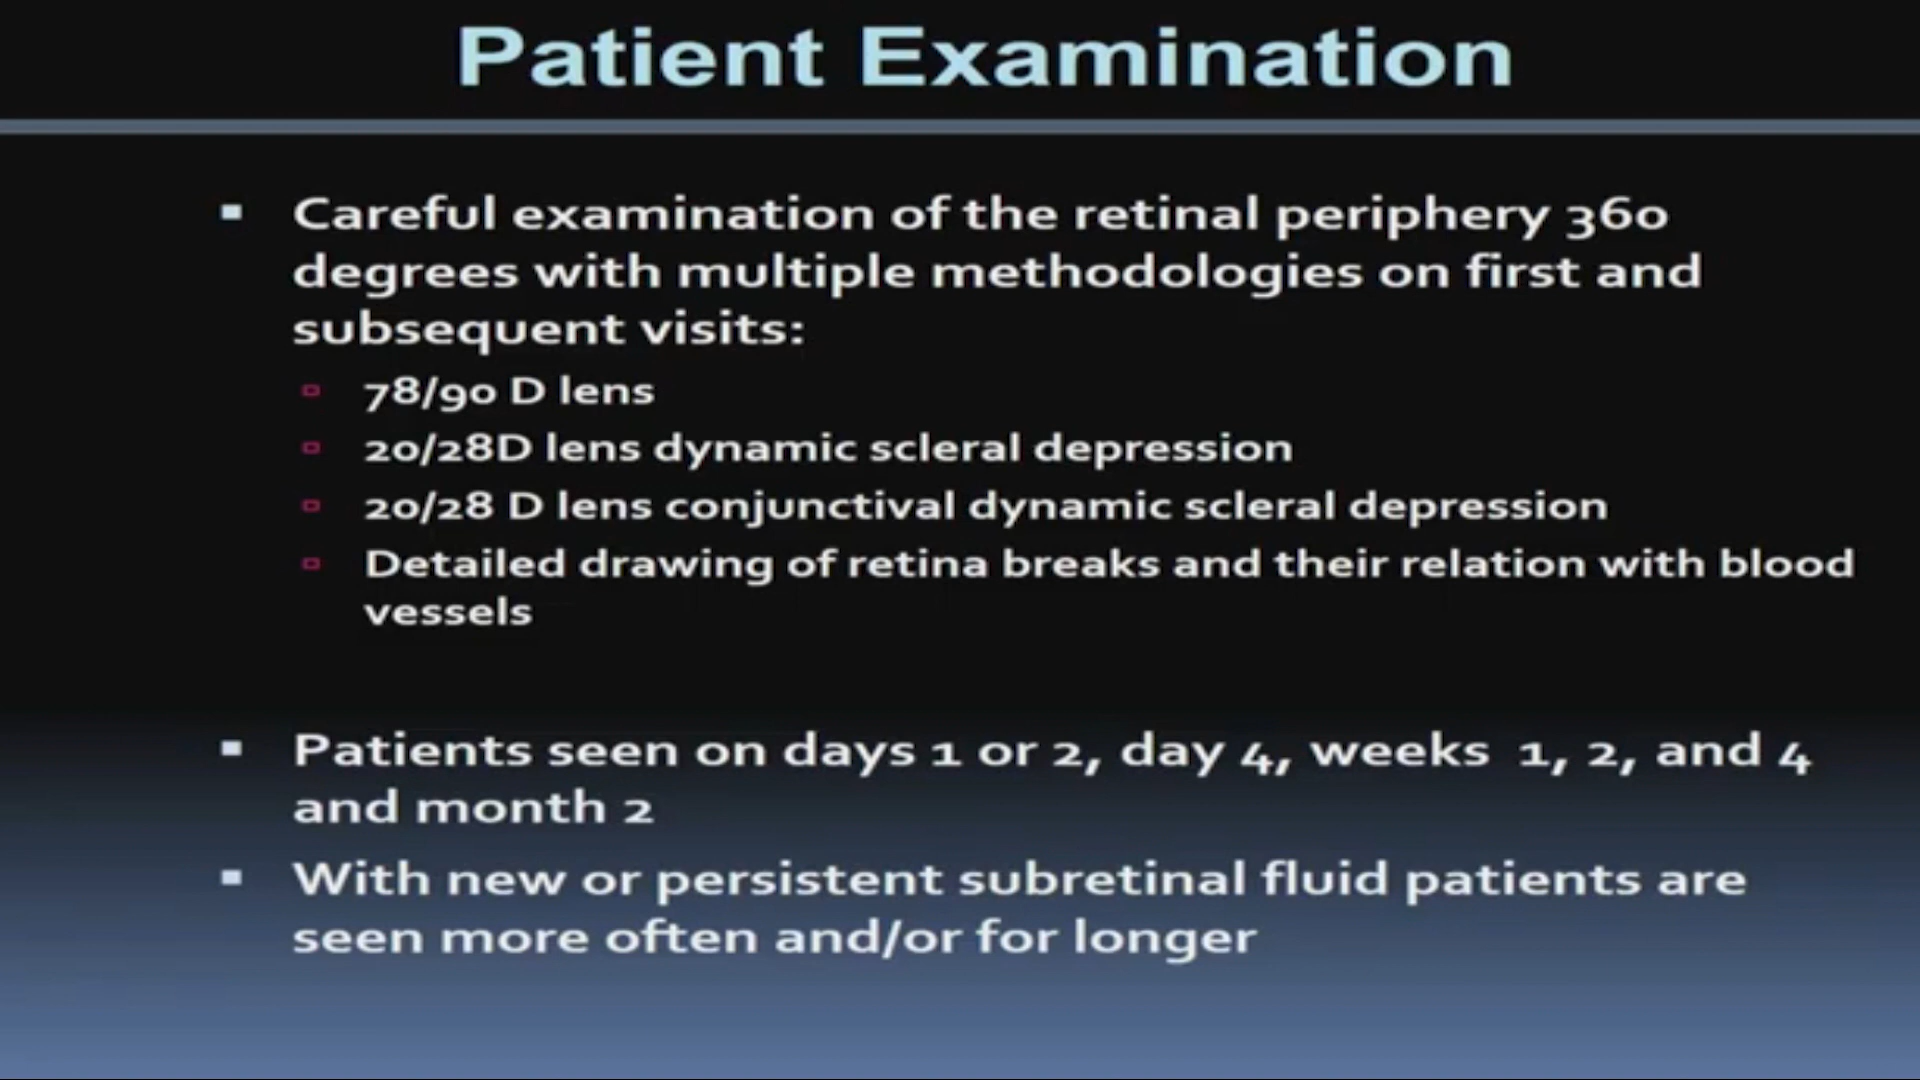 Patient Examination
Careful examination of the retinal periphery 360
degrees with multiple methodologies on first and
subsequent visits:
78/90 D lens
20/28D lens dynamic scleral depression
20/28 D lens conjunctival dynamic scleral depression
Detailed drawing of retina breaks and their relation with blood
vessels
Patients seen on days 1 or 2, day 4, weeks 1, 2, and 4
and month 2
With new or persistent subretinal fluid patients are
seen more often and/or for longer